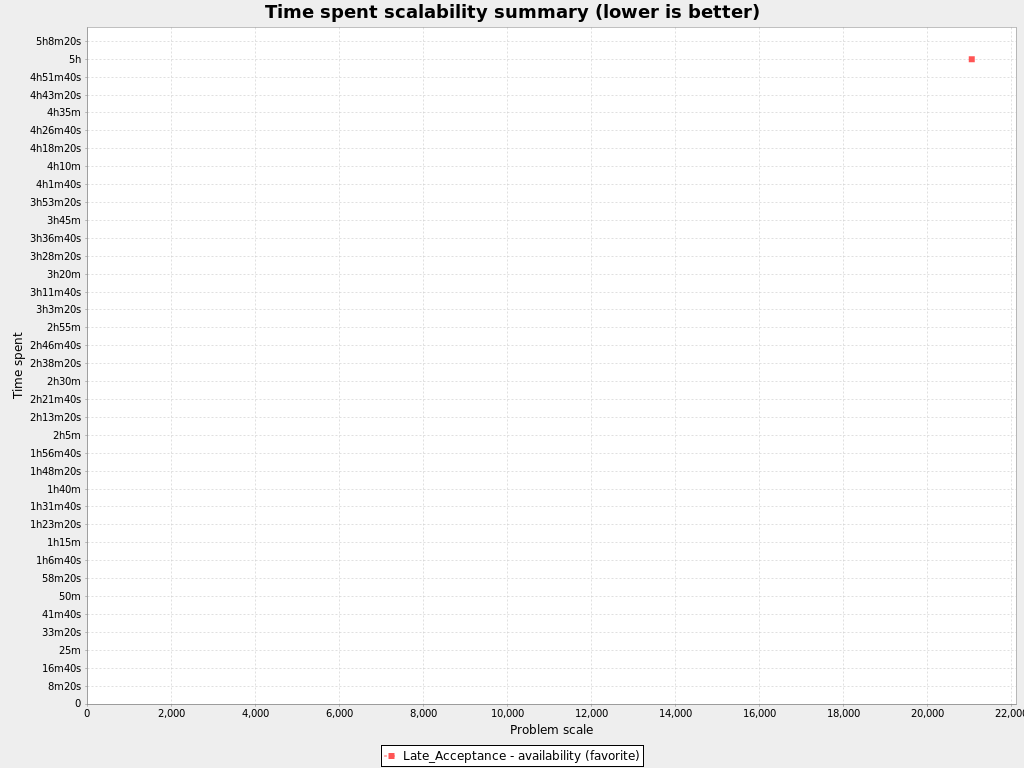 Time spent scalability summary (lower is better)
5h8m20s
5h
4h51m40s
4h43m20s
4h35m
4h26m40s
4h18m20s
4h10m
4h1m40s
3h53m20s
3h45m
3h36m40s
3h28m20s
3h20m
3h11m40s
3h3m20s
2h55m
2h46m40s
2h38m20s
2h30m
2h21m40s
2h13m20s
2h5m
1h56m40s
1h48m20s
1h40m
1h31m40s
1h23m20s
1h15m
1h6m40s
58m20s
50m
41m40s
33m20s
25m
16m40s
8m20s
0
Time spent
0 2,000 4,000 6,000 8,000 10,000 12,000 14,000 16,000 18,000 20,000 22,000
Problem scale
Late_Acceptance - availability (favorite)